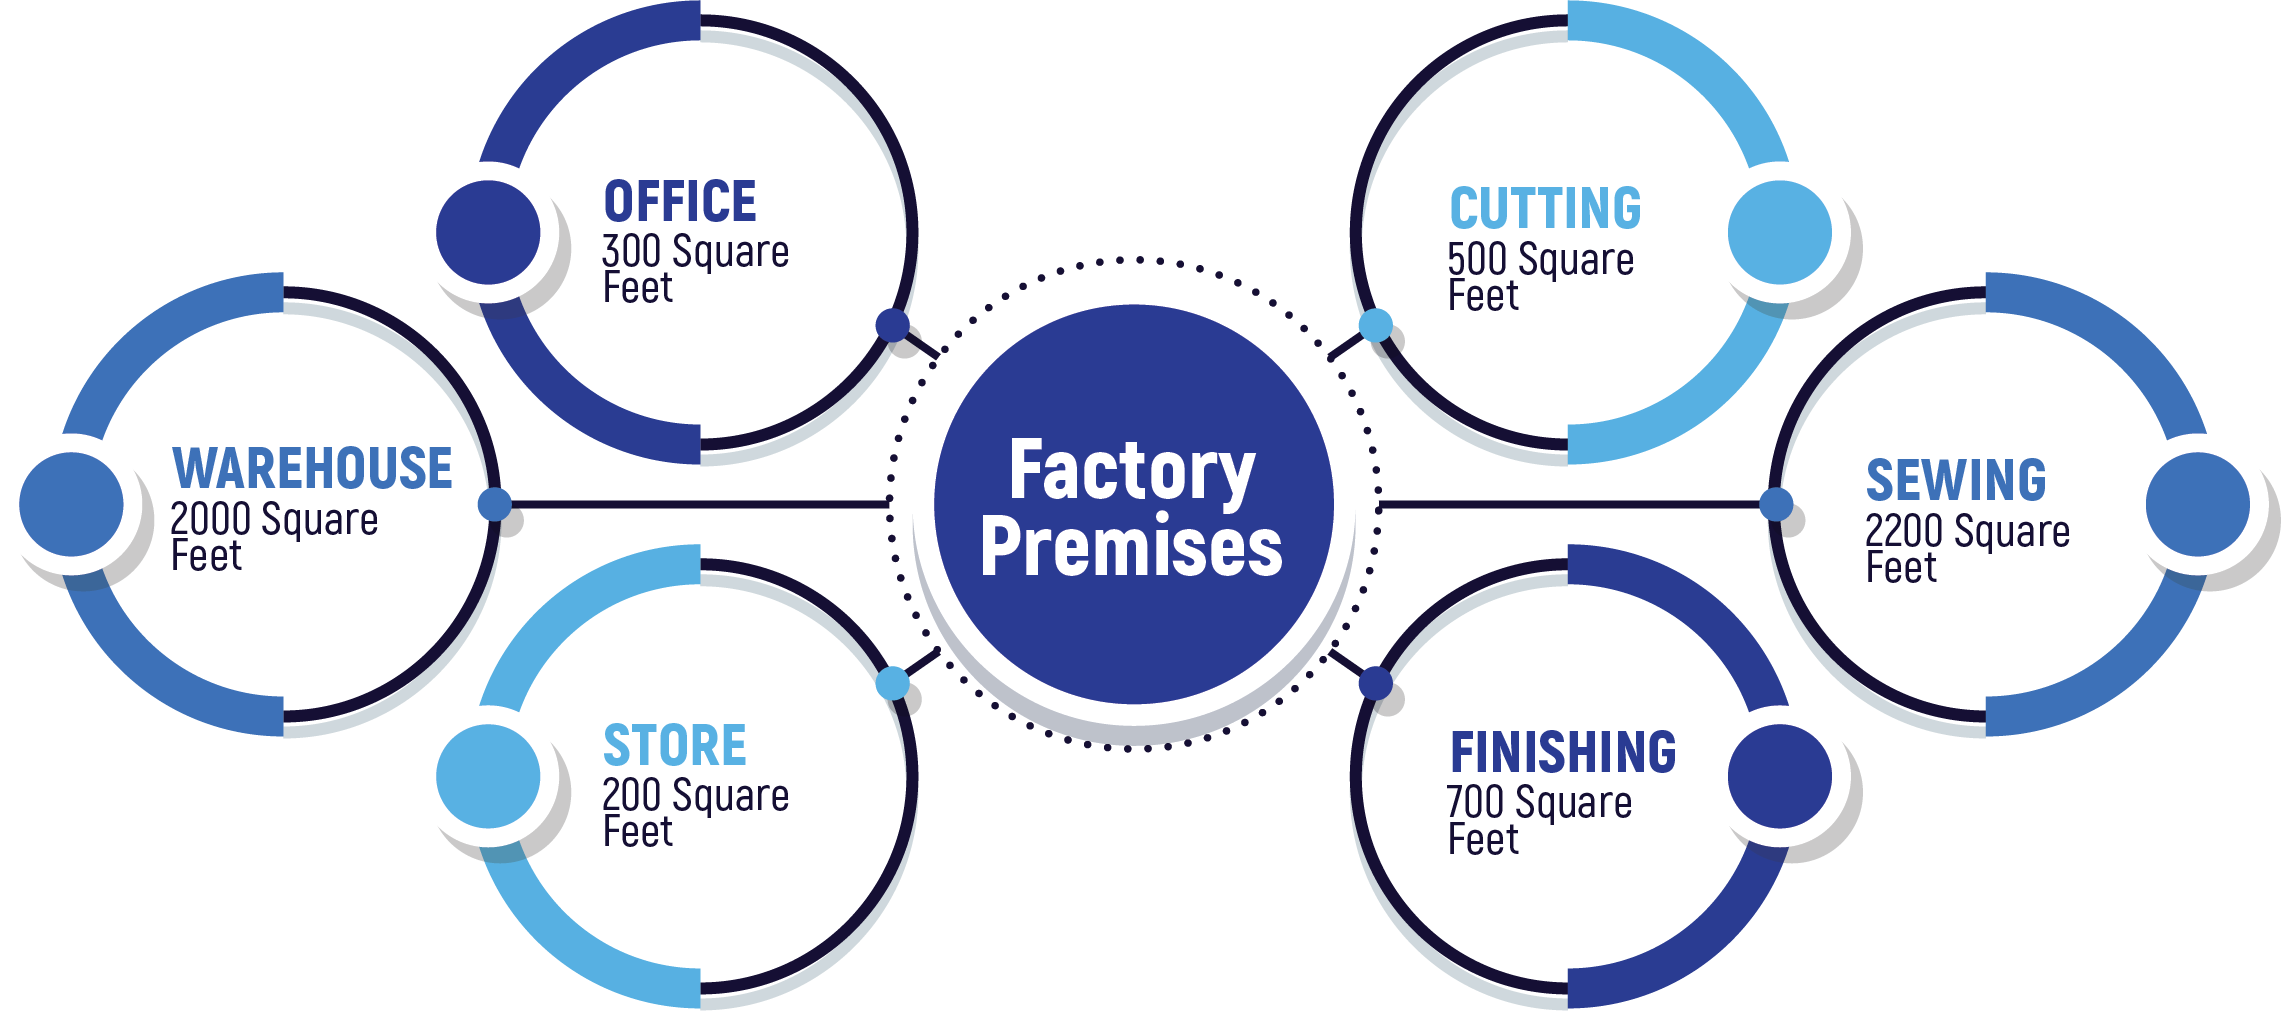 OFFICE
300 Square
Feet
CUTTING
500 Square
Feet
WAREHOUSE
2000 Square
Feet
Factory
Premises
SEWING
2200 Square
Feet
STORE
200 Square
Feet
FINISHING
700 Square
Feet